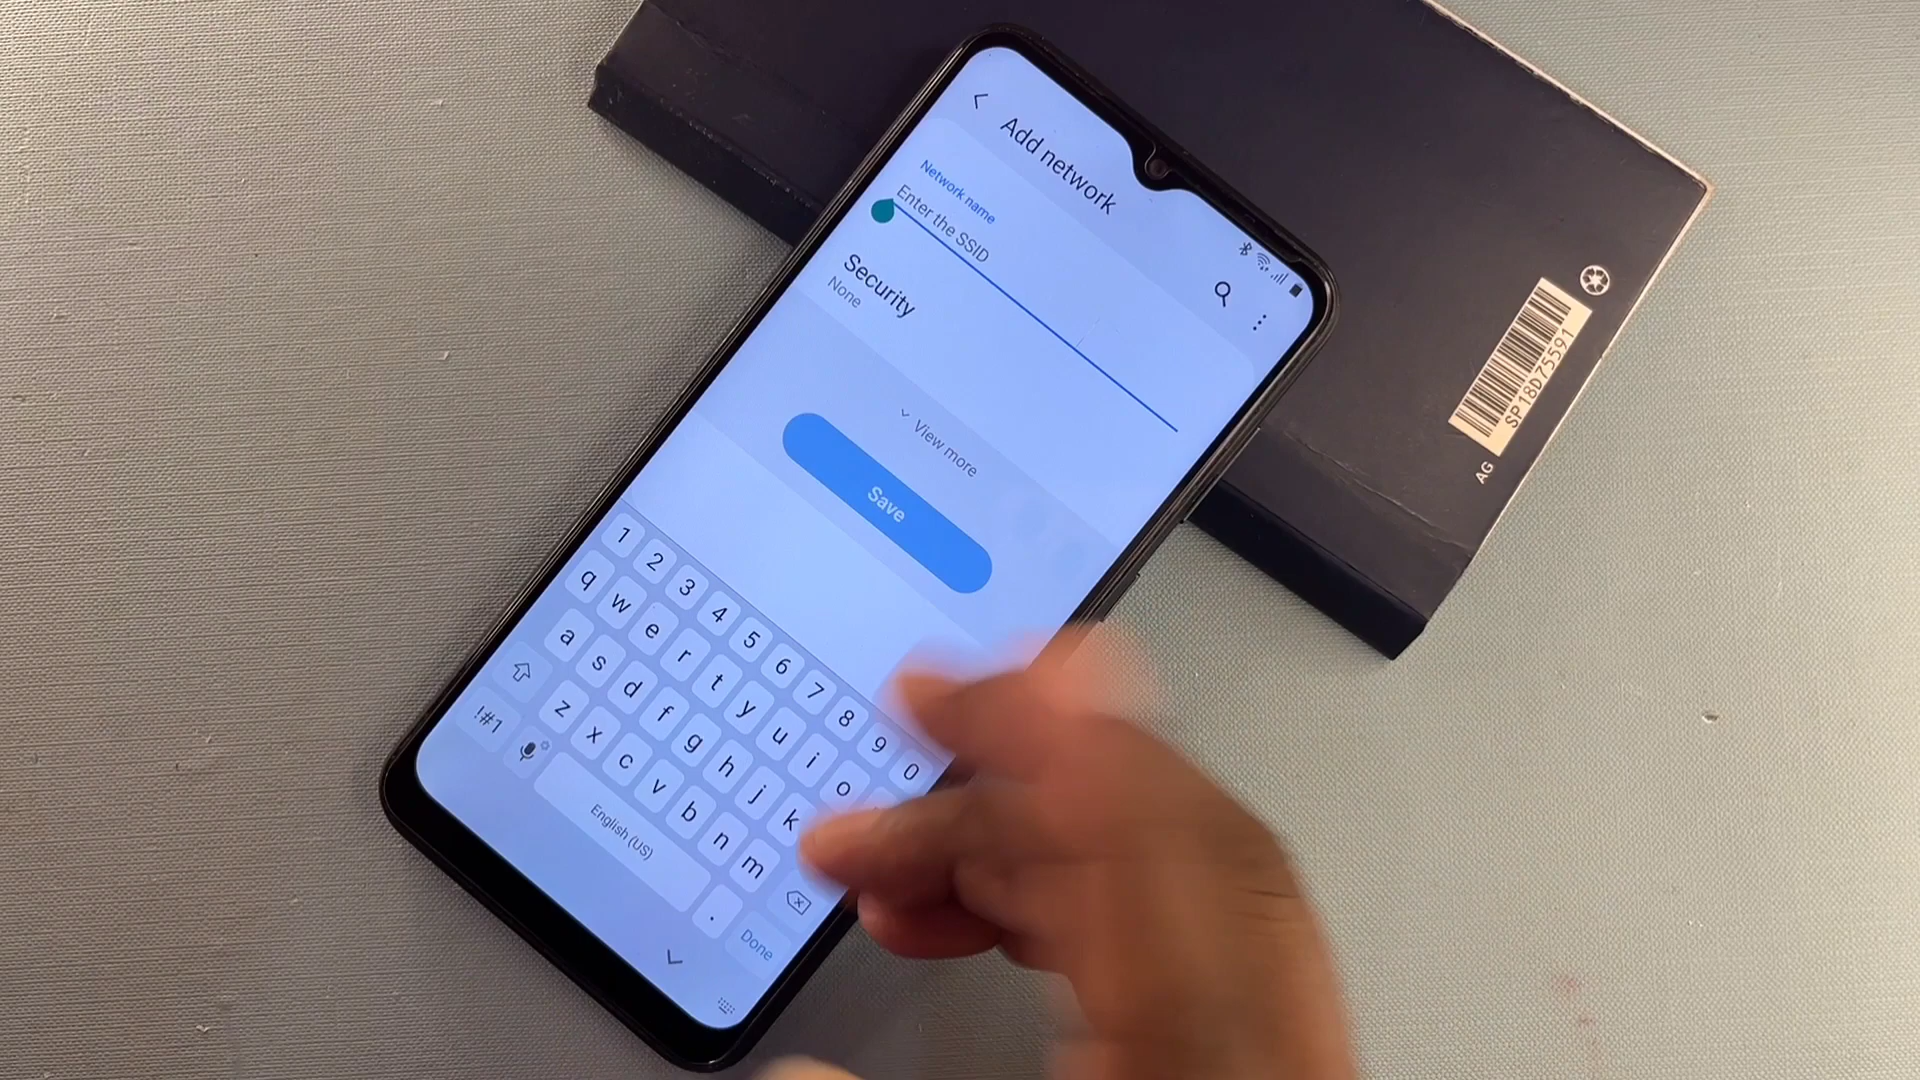 Add network
Network name
Enter the SSID
Security
None
View more
Save
1 2 3 4 5 6 7 8 9 0
q w e r t y u i o
a s d f g h j k
z x c v b n m
!#1
English (US)
.
Done
SP18D75591
AG